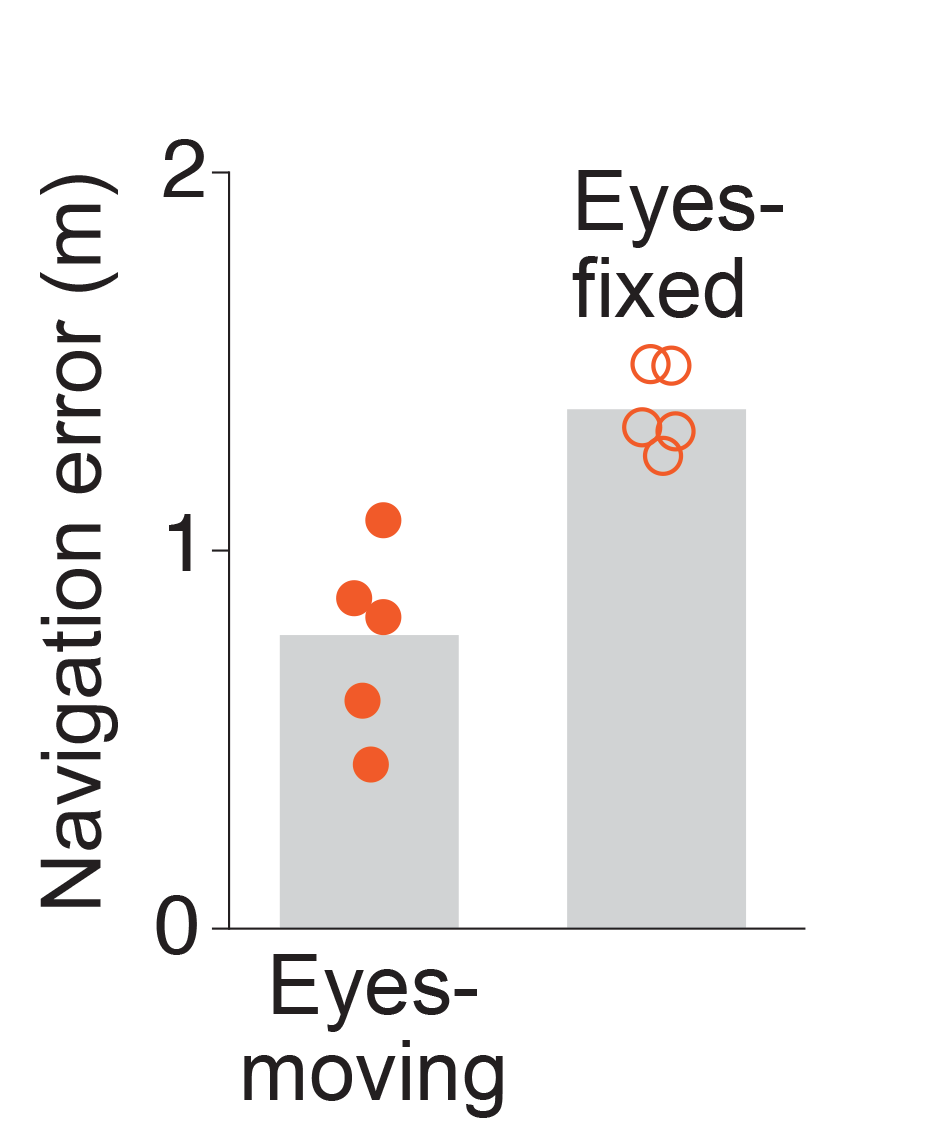 Navigation error (m)
2
1
0
Eyes-
fixed
Eyes-
moving